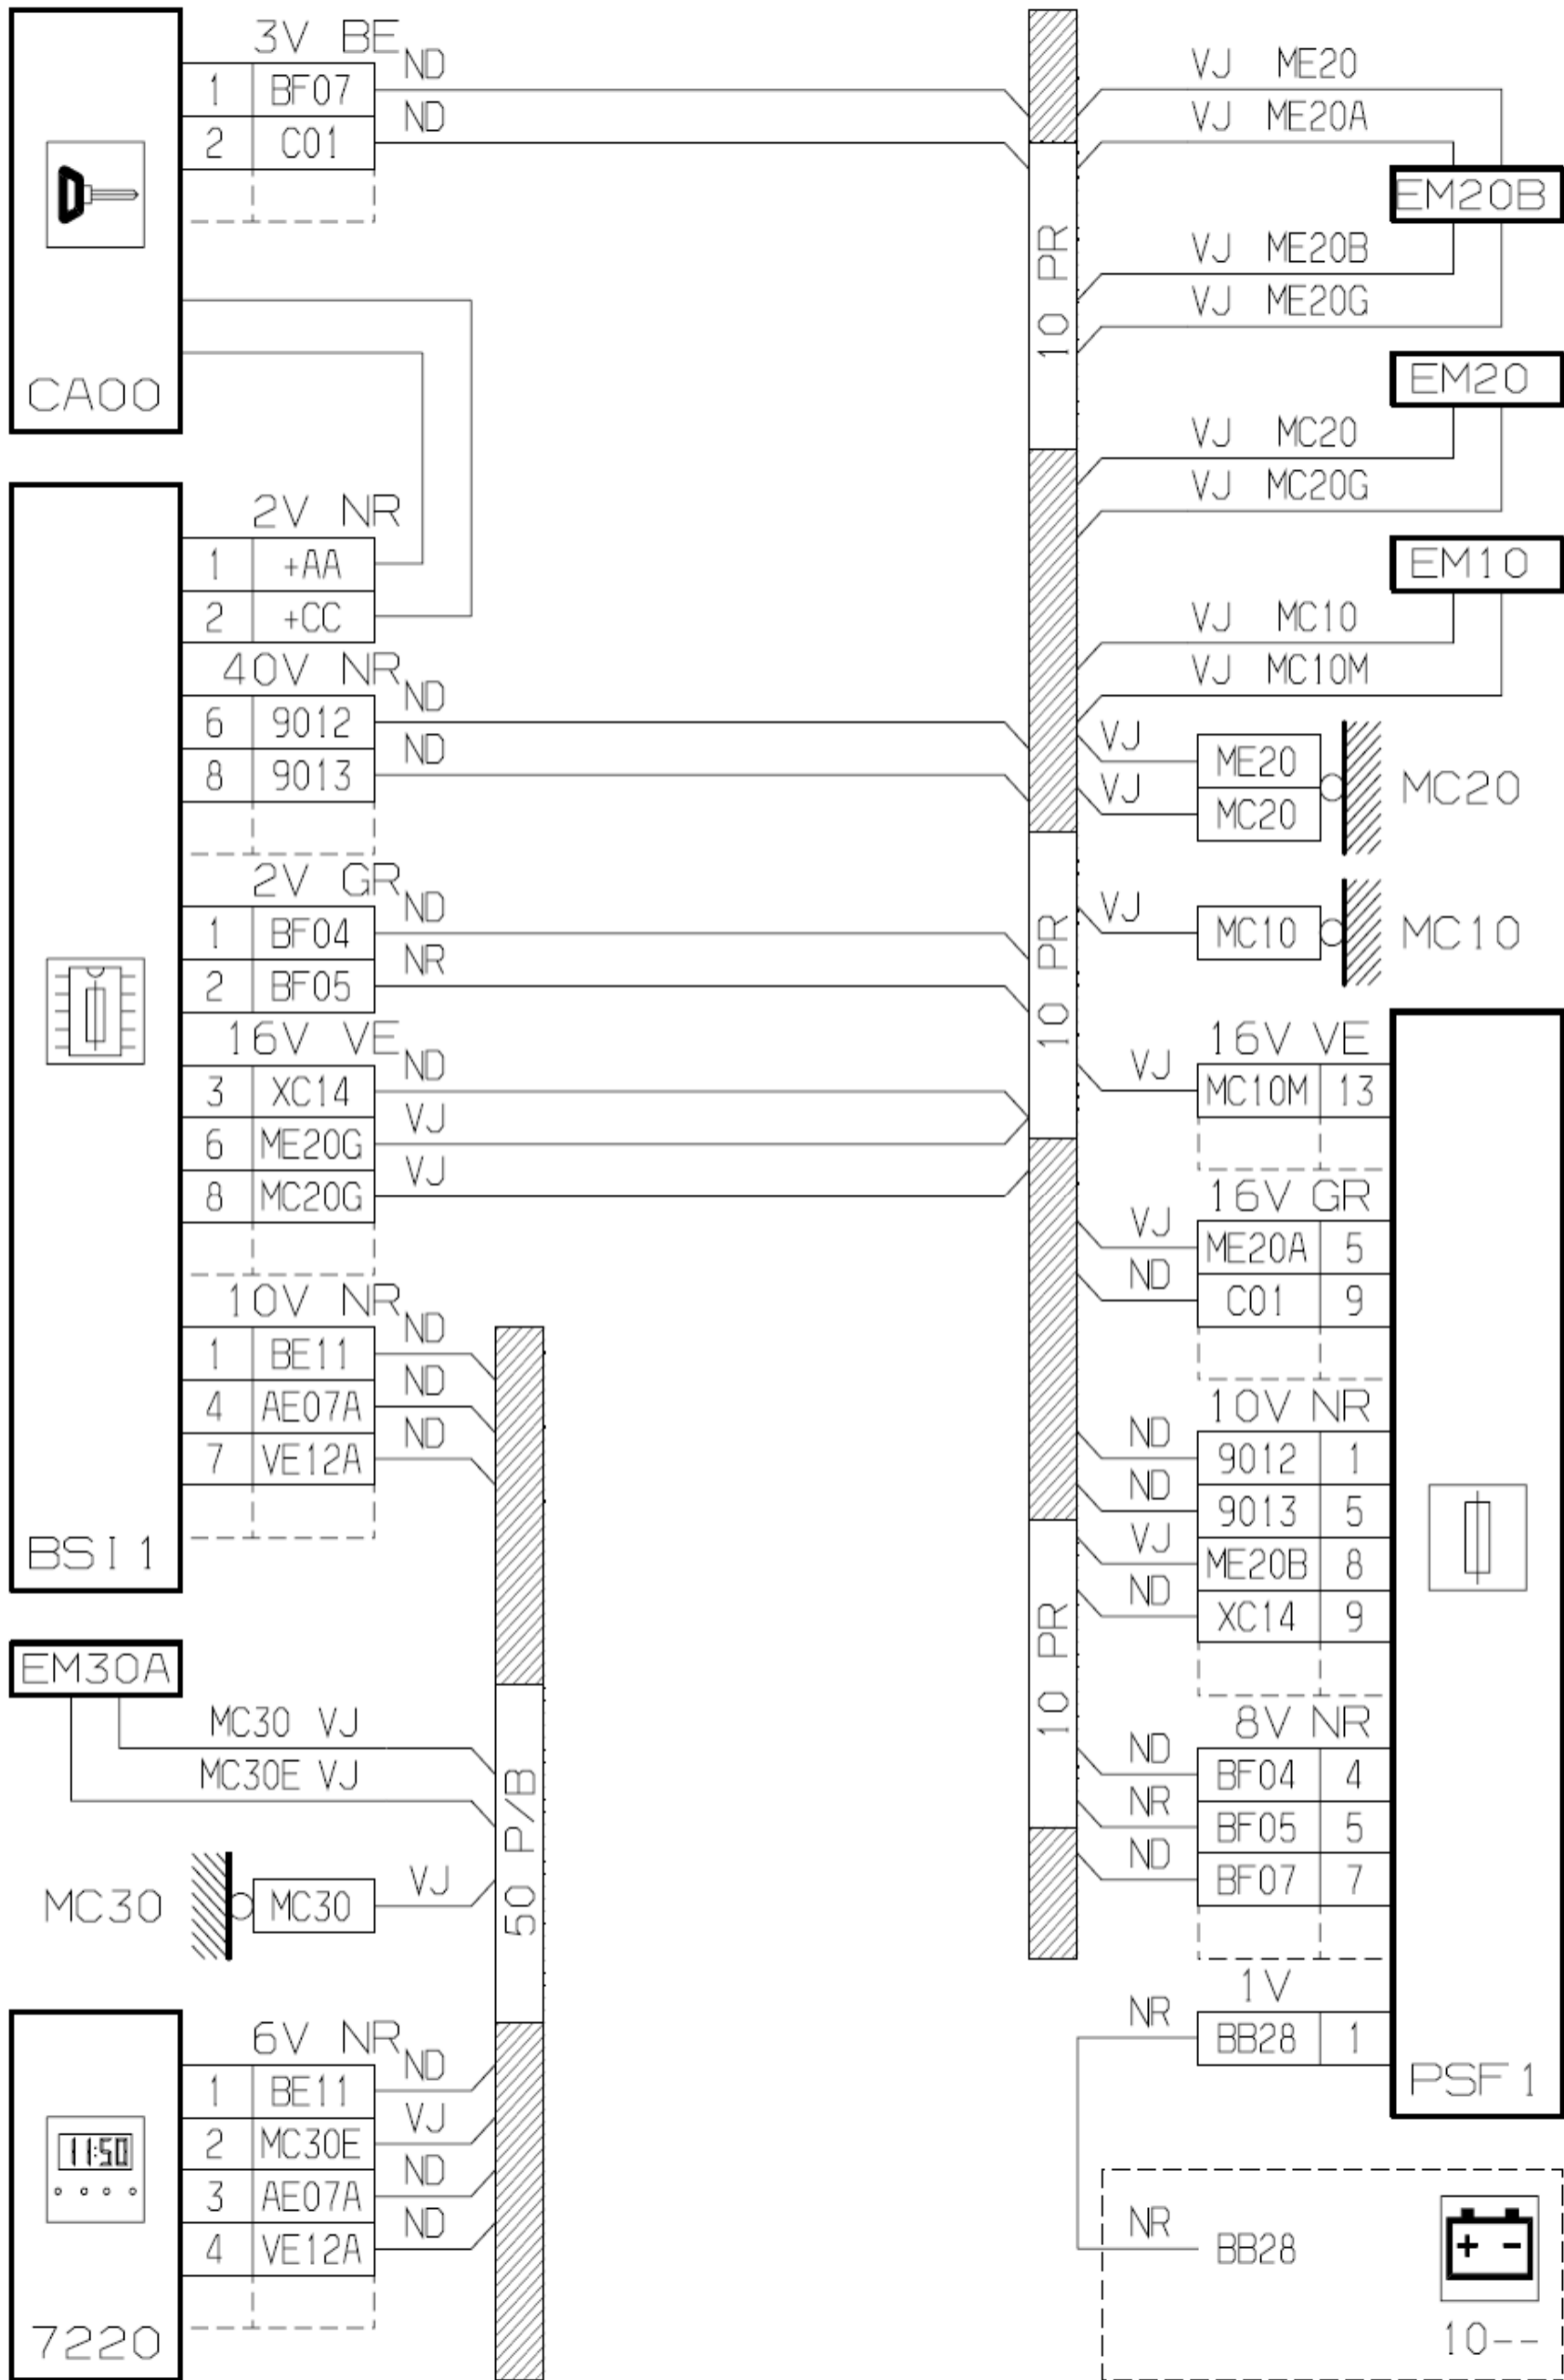 3V BE
1 BF07 ND
2 C01 ND
CA00
2V NR
1 +AA
2 +CC
40V NR
6 9012 ND
8 9013 ND
2V GR
1 BF04 ND
2 BF05 NR
16V VE
3 XC14 ND
6 ME20G VJ
8 MC20G VJ
10V NR
1 BE11 ND
4 AE07A ND
7 VE12A ND
BSI1
EM30A
MC30 VJ
MC30E VJ
MC30 MC30 VJ
50 P/B
6V NR
1 BE11 ND
2 MC30E VJ
3 AE07A ND
4 VE12A ND
11:50
7220
10 PR
10 PR
10 PR
VJ ME20
VJ ME20A
EM20B
VJ ME20B
VJ ME20G
EM20
VJ MC20
VJ MC20G
EM10
VJ MC10
VJ MC10M
VJ ME20
VJ MC20
MC20
VJ MC10 MC10
16V VE
VJ MC10M 13
16V GR
VJ ME20A 5
ND C01 9
10V NR
ND 9012 1
ND 9013 5
VJ ME20B 8
ND XC14 9
8V NR
ND BF04 4
NR BF05 5
ND BF07 7
1V
NR BB28 1
PSF1
NR BB28
+ -
10--